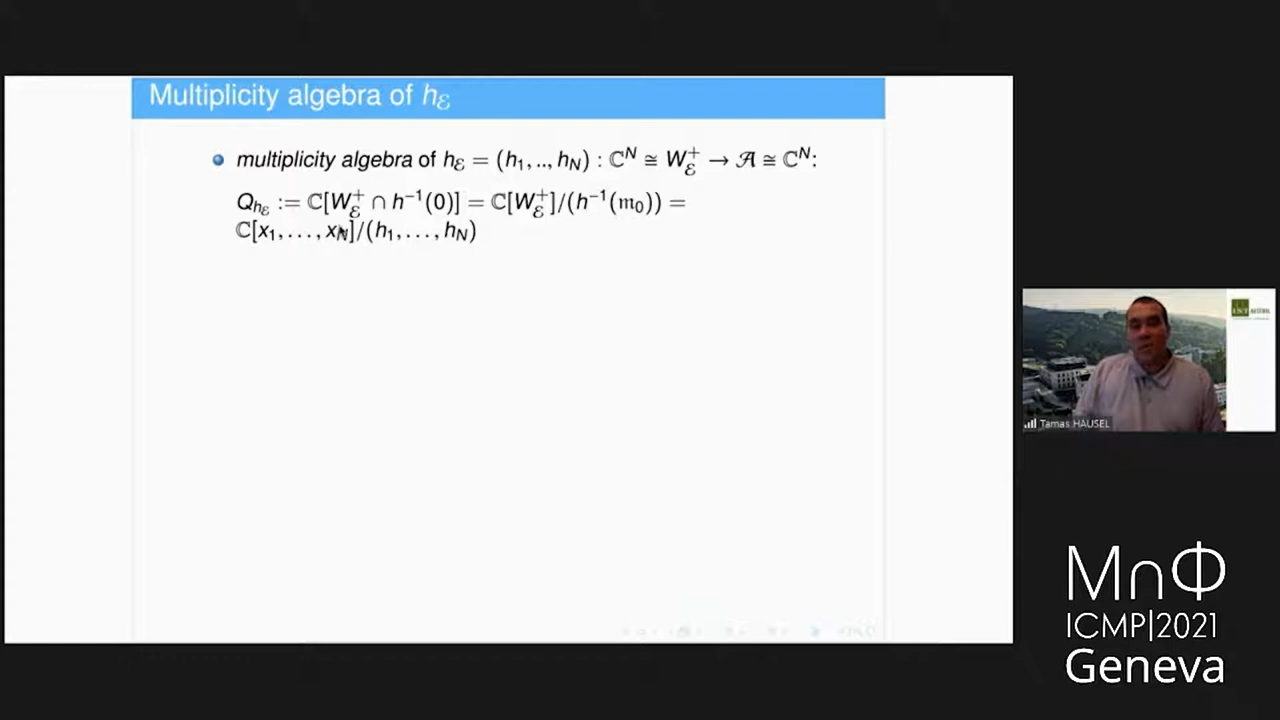 Multiplicity algebra of h_ℰ
multiplicity algebra of h_ℰ = (h₁, .., h_N) : ℂ^N ≅ W_ℰ^+ → 𝒜 ≅ ℂ^N:
Q_{h_ℰ} := ℂ[W_ℰ^+ ∩ h^{-1}(0)] = ℂ[W_ℰ^+]/(h^{-1}(𝔪₀)) =
ℂ[x₁, . . . , x_N]/(h₁, . . . , h_N)
Tamas HAUSEL
M∩Φ
ICMP|2021
Geneva